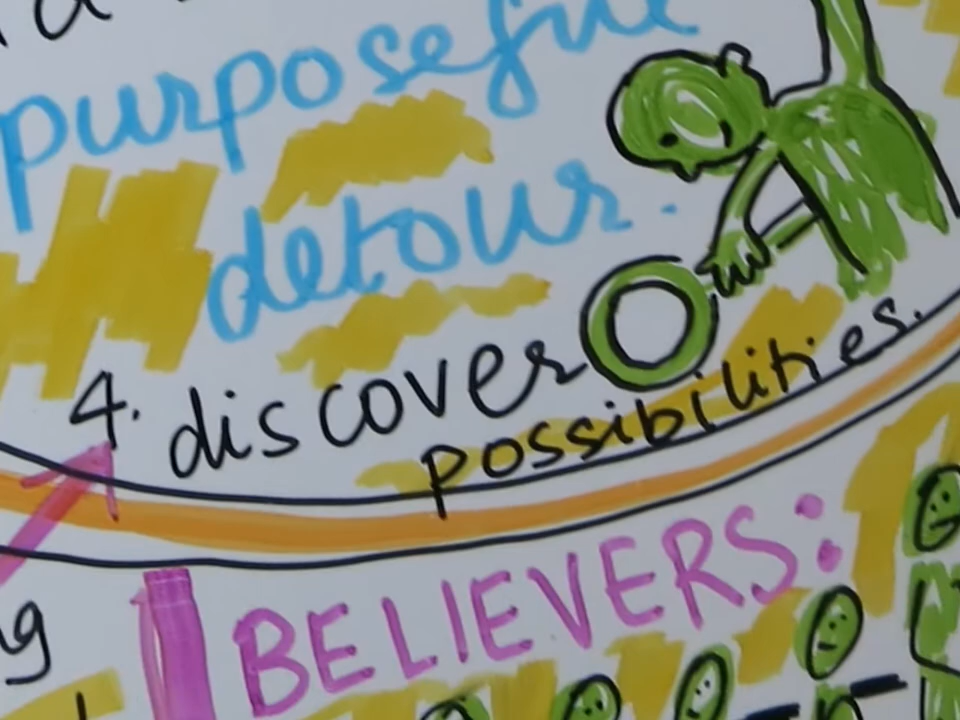 purposeful
detour.
4. discover
possibilities.
BELIEVERS: